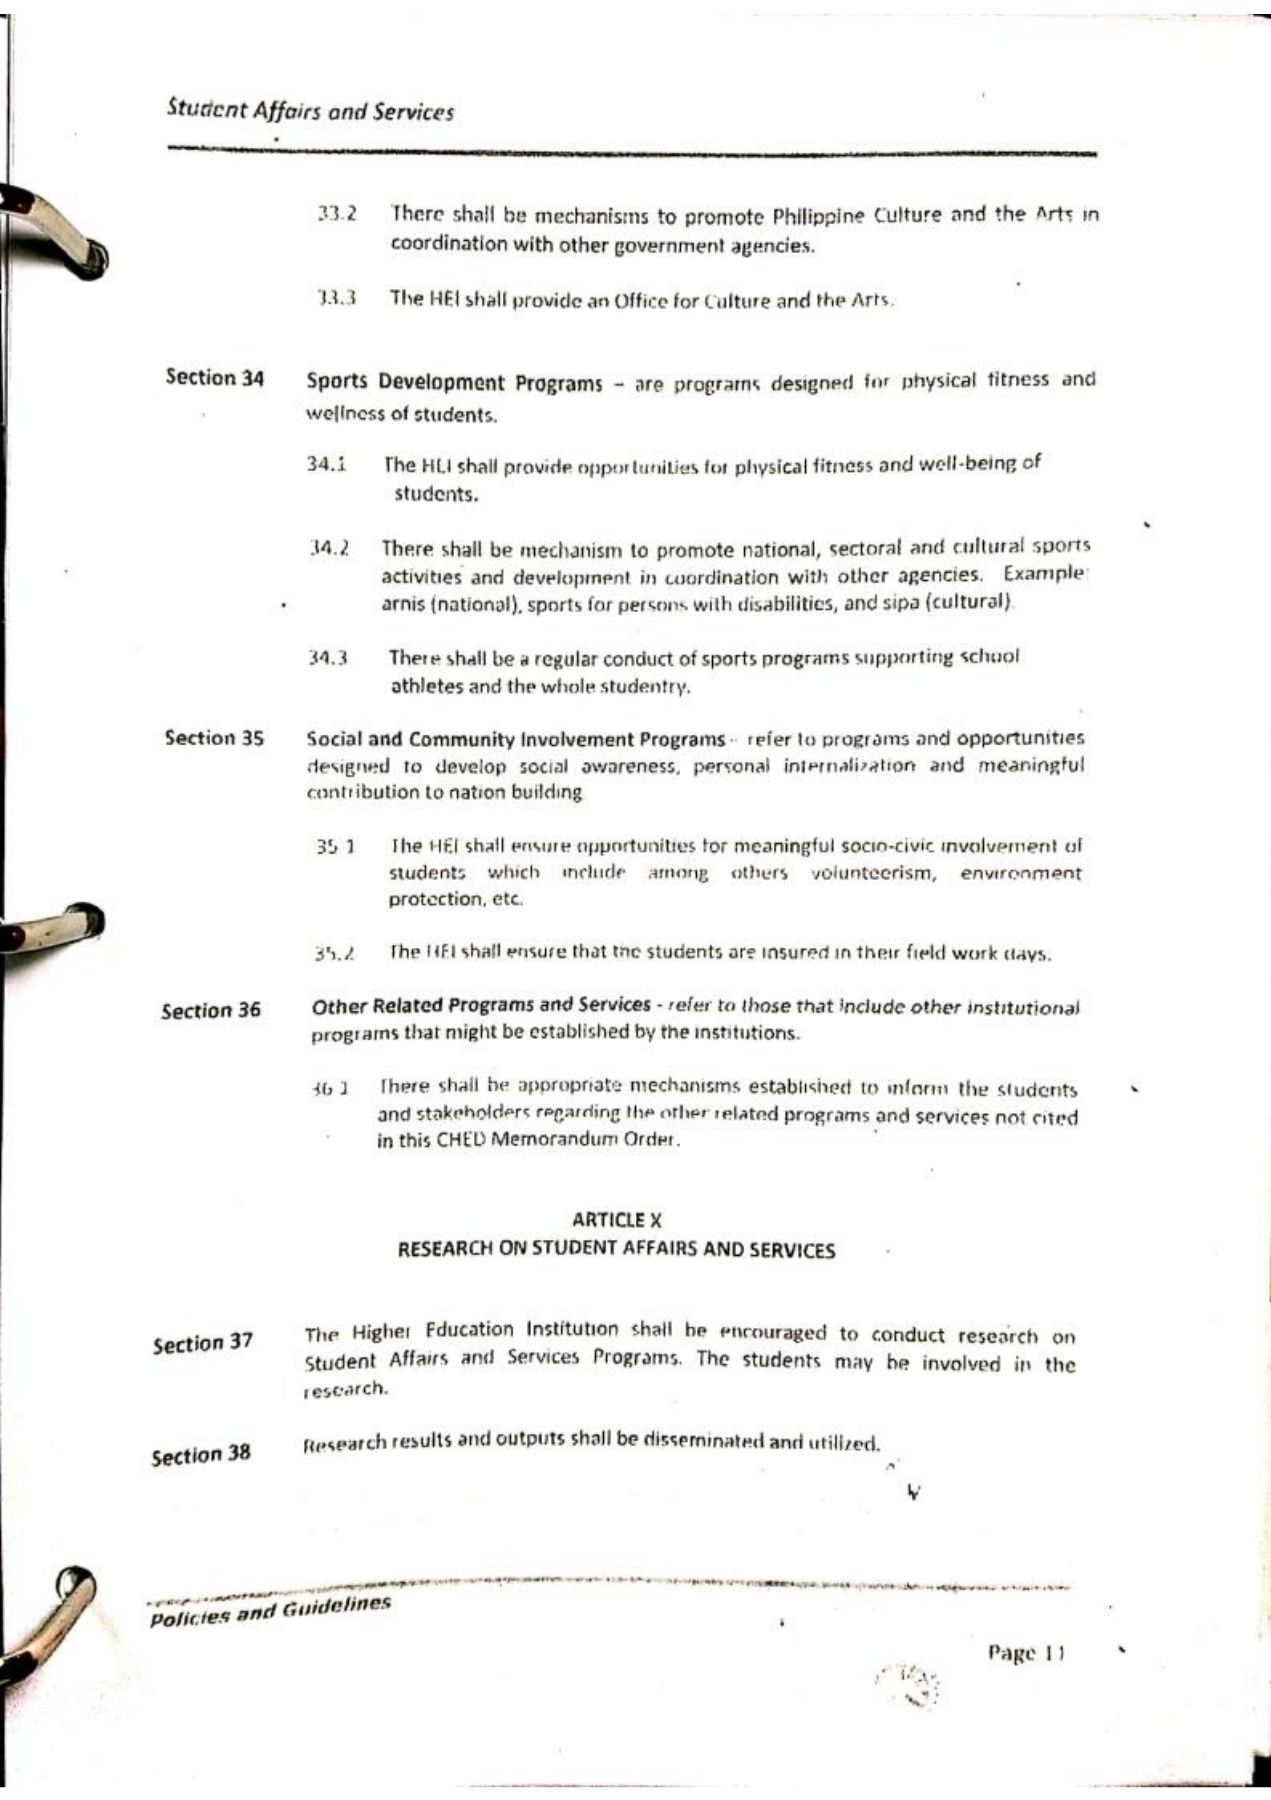 Student Affairs and Services
33.2 There shall be mechanisms to promote Philippine Culture and the Arts in
coordination with other government agencies.
33.3 The HEI shall provide an Office for Culture and the Arts.
Section 34 Sports Development Programs – are programs designed for physical fitness and
wellness of students.
34.1 The HEI shall provide opportunities for physical fitness and well-being of
students.
34.2 There shall be mechanism to promote national, sectoral and cultural sports
activities and development in coordination with other agencies. Example:
arnis (national), sports for persons with disabilities, and sipa (cultural).
34.3 There shall be a regular conduct of sports programs supporting school
athletes and the whole studentry.
Section 35 Social and Community Involvement Programs - refer to programs and opportunities
designed to develop social awareness, personal internalization and meaningful
contribution to nation building
35.1 The HEI shall ensure opportunities for meaningful socio-civic involvement of
students which include among others volunteerism, environment
protection, etc.
35.2 The HEI shall ensure that the students are insured in their field work days.
Section 36 Other Related Programs and Services - refer to those that include other institutional
programs that might be established by the institutions.
36.1 There shall be appropriate mechanisms established to inform the students
and stakeholders regarding the other related programs and services not cited
in this CHED Memorandum Order.
ARTICLE X
RESEARCH ON STUDENT AFFAIRS AND SERVICES
Section 37 The Higher Education Institution shall be encouraged to conduct research on
Student Affairs and Services Programs. The students may be involved in the
research.
Section 38 Research results and outputs shall be disseminated and utilized.
Policies and Guidelines
Page 11